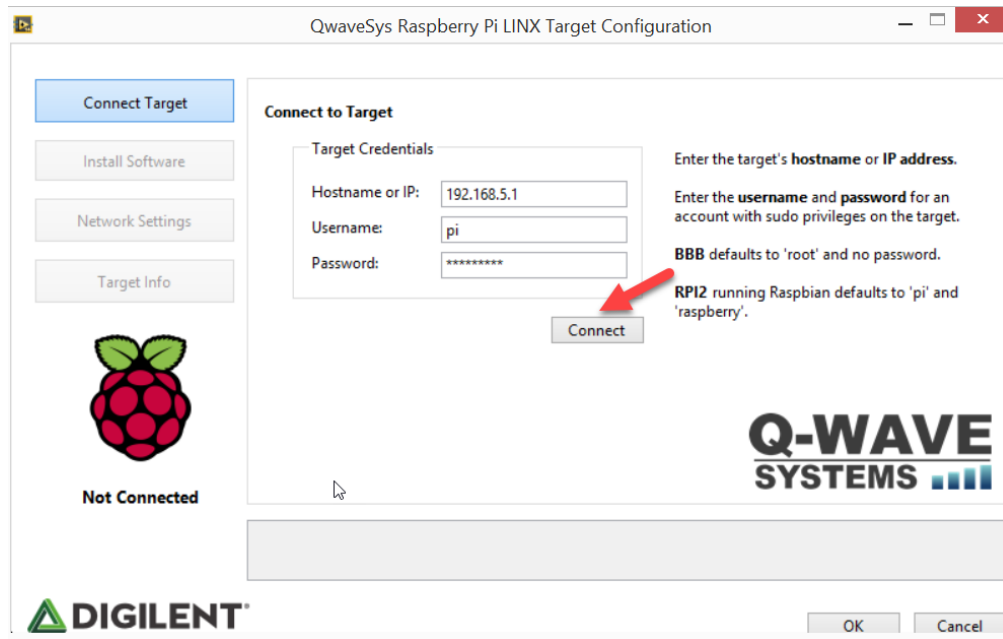 QwaveSys Raspberry Pi LINX Target Configuration
Connect Target
Install Software
Network Settings
Target Info
Not Connected
Connect to Target
Target Credentials
Hostname or IP: 192.168.5.1
Username: pi
Password: *********
Connect
Enter the target's hostname or IP address.
Enter the username and password for an
account with sudo privileges on the target.
BBB defaults to 'root' and no password.
RPI2 running Raspbian defaults to 'pi' and
'raspberry'.
Q-WAVE
SYSTEMS
DIGILENT®
OK
Cancel